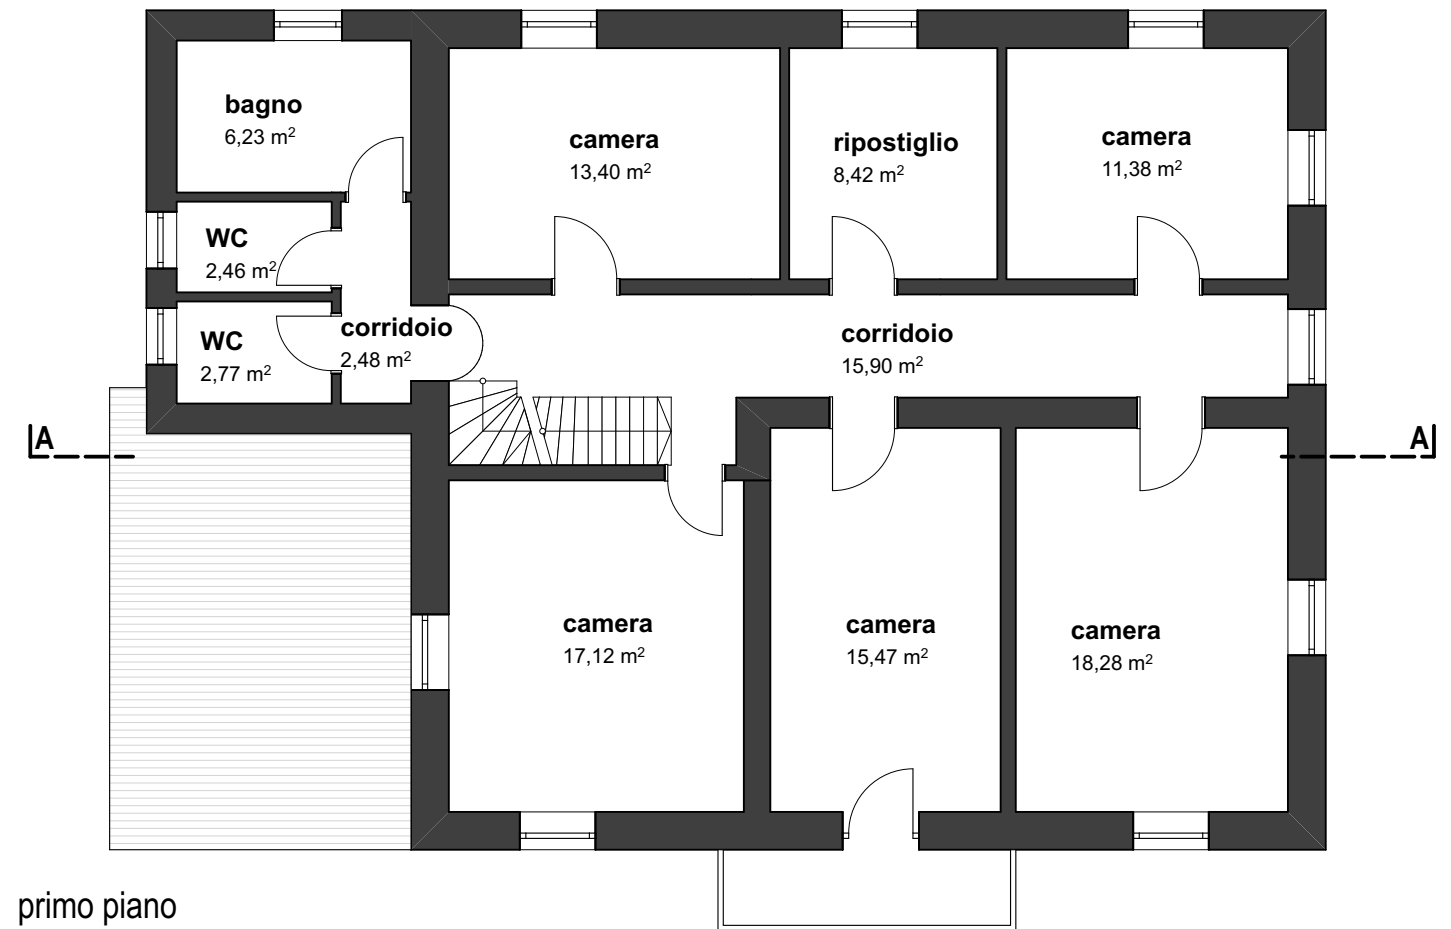 bagno
6,23 m²
camera
13,40 m²
ripostiglio
8,42 m²
camera
11,38 m²
WC
2,46 m²
WC
2,77 m²
corridoio
2,48 m²
corridoio
15,90 m²
A
A
camera
17,12 m²
camera
15,47 m²
camera
18,28 m²
primo piano